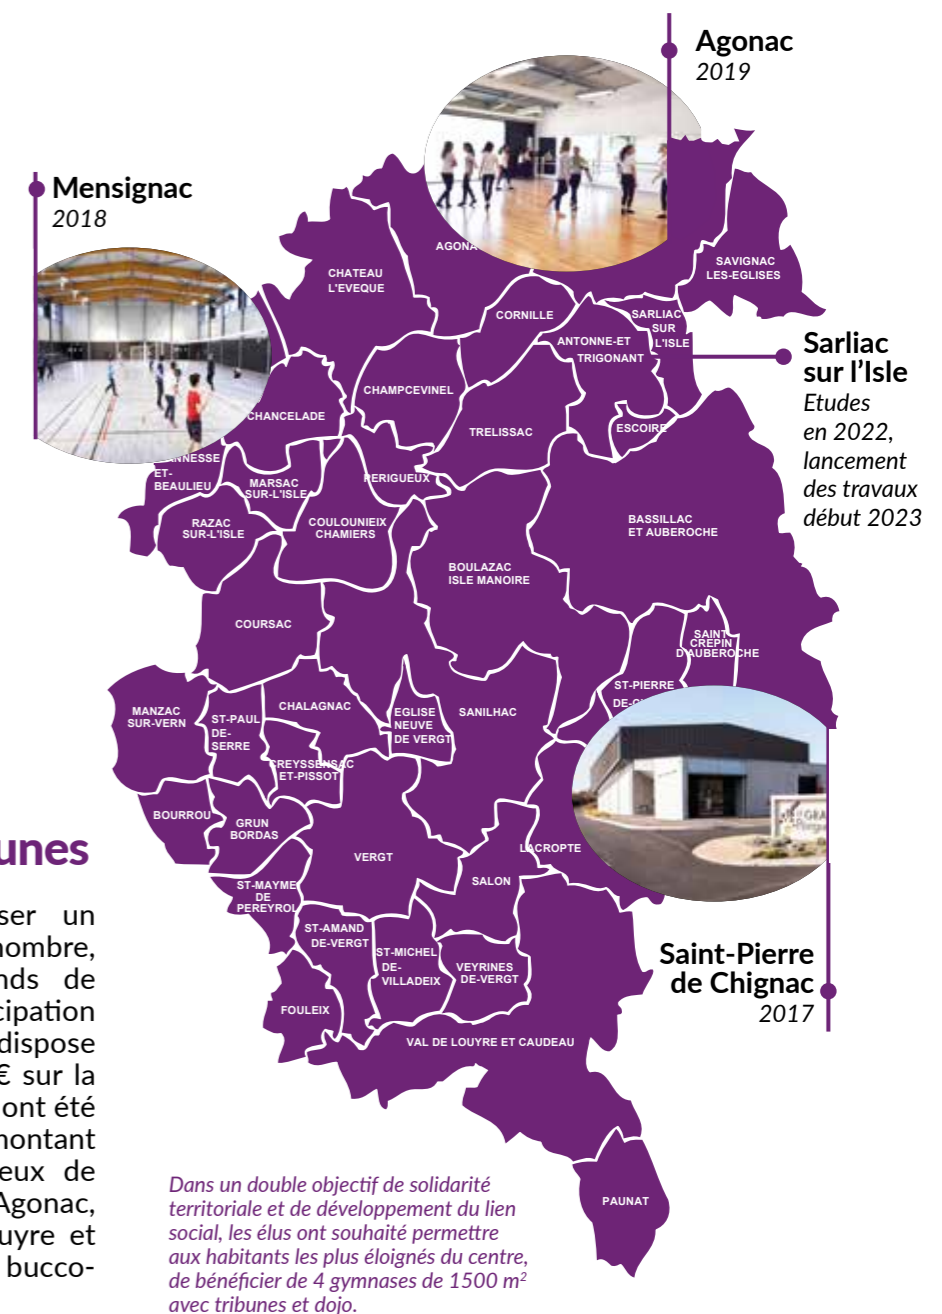 Agonac
2019
Mensignac
2018
AGONA
SAVIGNAC
LES-EGLISES
CHATEAU
L'EVEQUE
CORNILLE
SARLIAC
SUR
L'ISLE
ANTONNE-ET
TRIGONANT
Sarliac
sur l'Isle
Etudes
en 2022,
lancement
des travaux
début 2023
CHAMPCEVINEL
CHANCELADE
TRELISSAC
ESCOIRE
ANNESSE
ET-
BEAULIEU
MARSAC
SUR-L'ISLE
PERIGUEUX
RAZAC
SUR-L'ISLE
COULOUNIEIX
CHAMIERS
BASSILLAC
ET AUBEROCHE
BOULAZAC
ISLE MANOIRE
COURSAC
SAINT
CREPIN
D'AUBEROCHE
ST-PIERRE
MANZAC
SUR-VERN
ST-PAUL
DE-
SERRE
CHALAGNAC
EGLISE
NEUVE
DE VERGT
SANILHAC
CREYSSENSAC
ET-PISSOT
BOURROU
GRUN
BORDAS
VERGT
LACROPTE
SALON
ST-MAYME
DE
PEREYROL
ST-AMAND
DE-VERGT
ST-MICHEL
DE-
VILLADEIX
VEYRINES
DE-VERGT
FOULEIX
VAL DE LOUYRE ET CAUDEAU
PAUNAT
Saint-Pierre
de Chignac
2017
unes
ser un
nombre,
nds de
cipation
dispose
€ sur la
ont été
montant
eux de
Agonac,
uyre et
bucco-
Dans un double objectif de solidarité
territoriale et de développement du lien
social, les élus ont souhaité permettre
aux habitants les plus éloignés du centre,
de bénéficier de 4 gymnases de 1500 m²
avec tribunes et dojo.